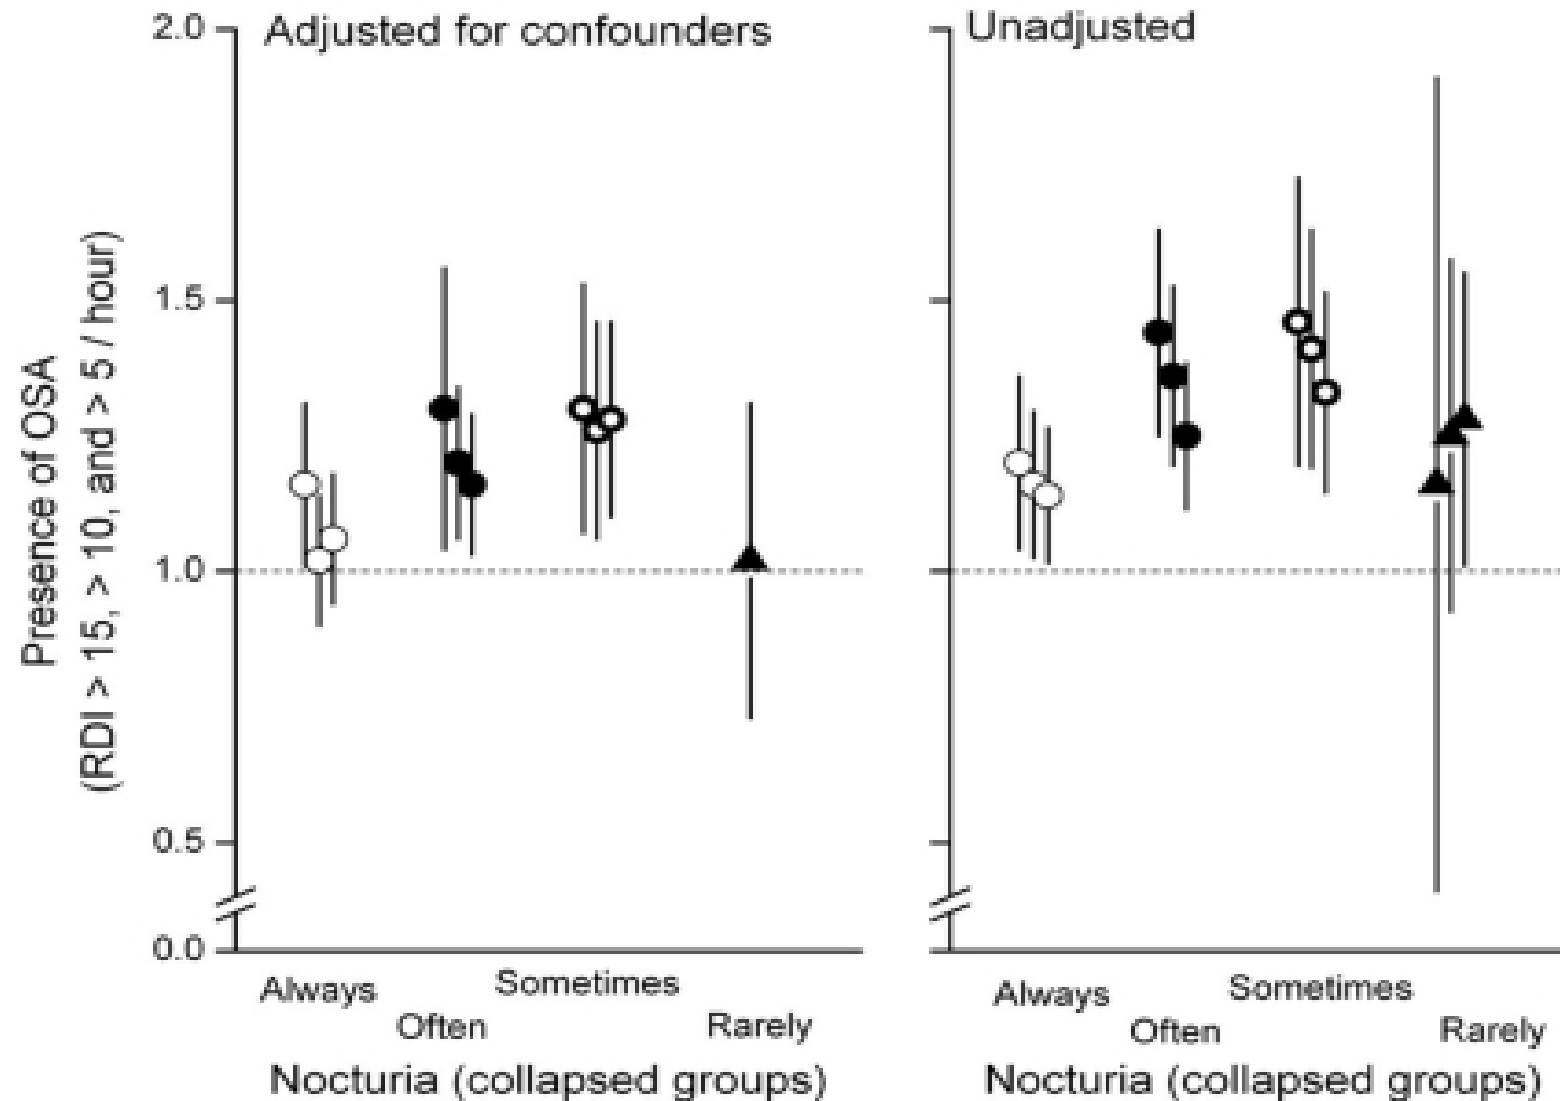 Adjusted for confounders
Unadjusted
Presence of OSA
(RDI > 15, > 10, and > 5 / hour)
2.0
1.5
1.0
0.5
0.0
Always
Often
Sometimes
Rarely
Nocturia (collapsed groups)
Always
Often
Sometimes
Rarely
Nocturia (collapsed groups)